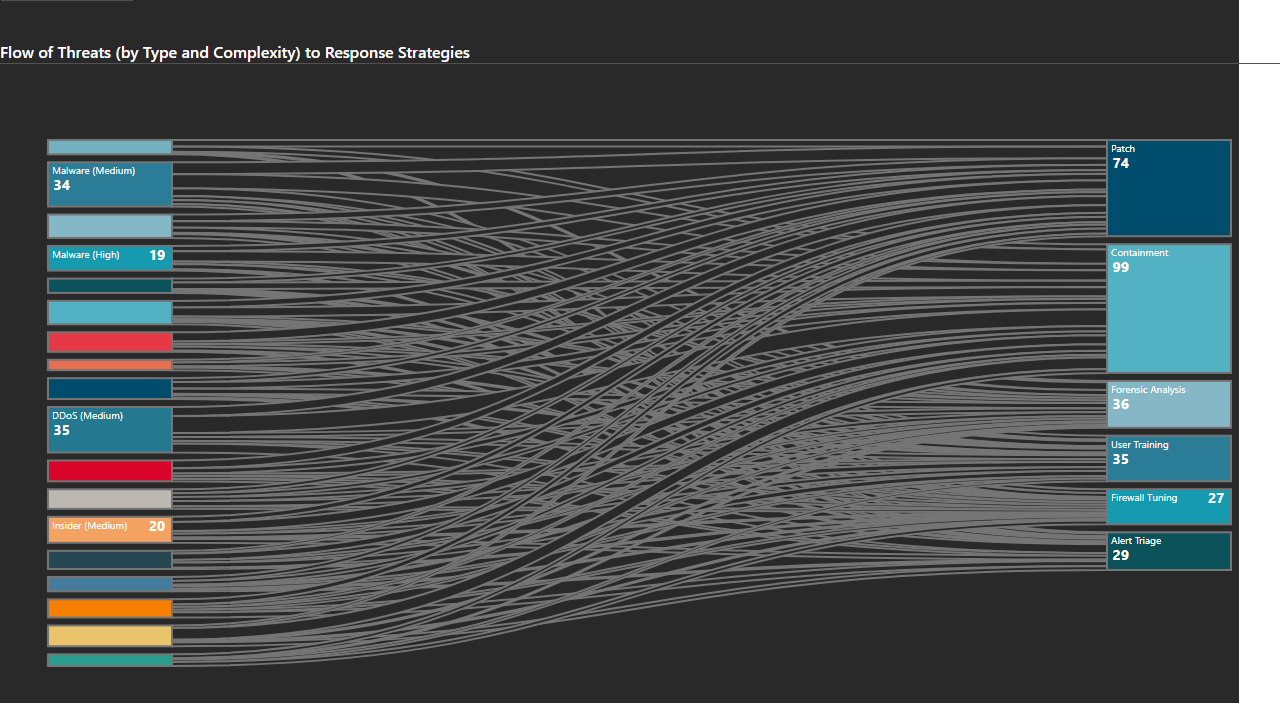 Flow of Threats (by Type and Complexity) to Response Strategies
Malware (Medium)
34
Malware (High) 19
DDoS (Medium)
35
Insider (Medium) 20
Patch
74
Containment
99
Forensic Analysis
36
User Training
35
Firewall Tuning 27
Alert Triage
29